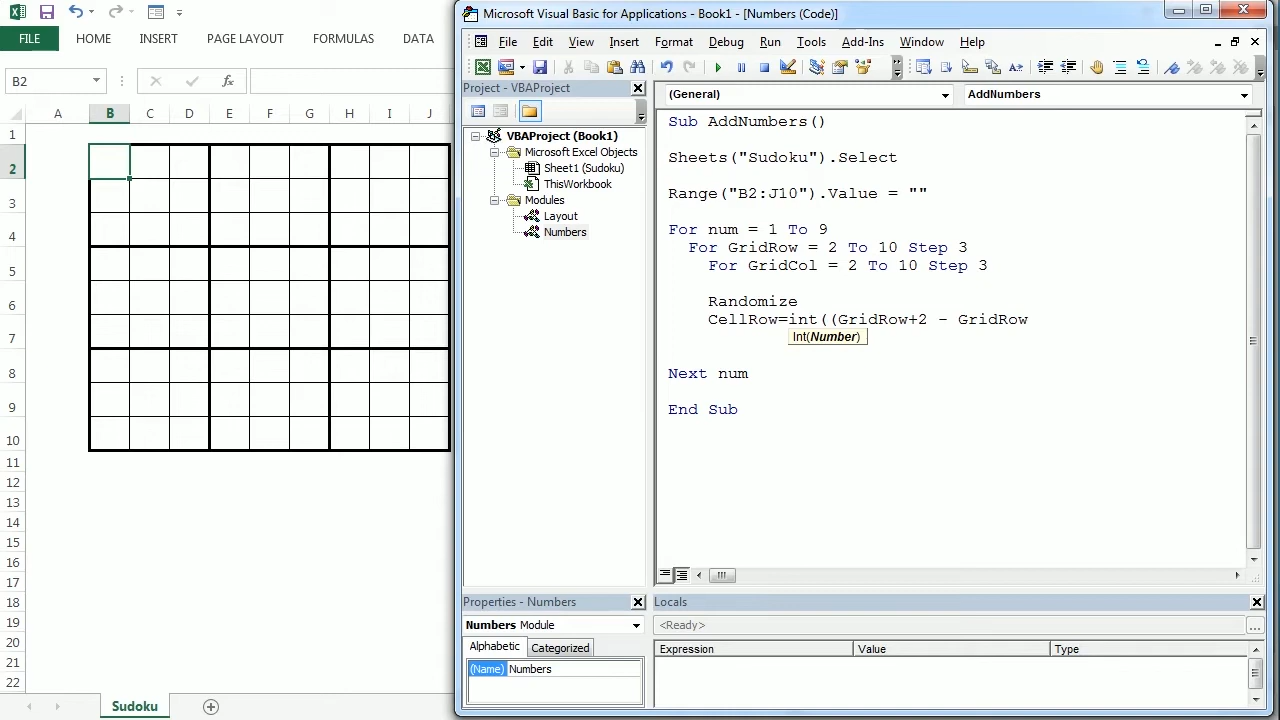 Microsoft Visual Basic for Applications - Book1 - [Numbers (Code)]
FILE HOME INSERT PAGE LAYOUT FORMULAS DATA
File Edit View Insert Format Debug Run Tools Add-Ins Window Help
B2 fx
Project - VBAProject
(General) AddNumbers
A B C D E F G H I J
1
2
3
4
5
6
7
8
9
10
11
12
13
14
15
16
17
18
19
20
21
22
Sudoku
VBAProject (Book1)
Microsoft Excel Objects
Sheet1 (Sudoku)
ThisWorkbook
Modules
Layout
Numbers
Sub AddNumbers()
Sheets("Sudoku").Select
Range("B2:J10").Value = ""
For num = 1 To 9
For GridRow = 2 To 10 Step 3
For GridCol = 2 To 10 Step 3
Randomize
CellRow=int((GridRow+2 - GridRow
Int(Number)
Next num
End Sub
Properties - Numbers
Numbers Module
Alphabetic Categorized
(Name) Numbers
Locals
<Ready>
Expression Value Type